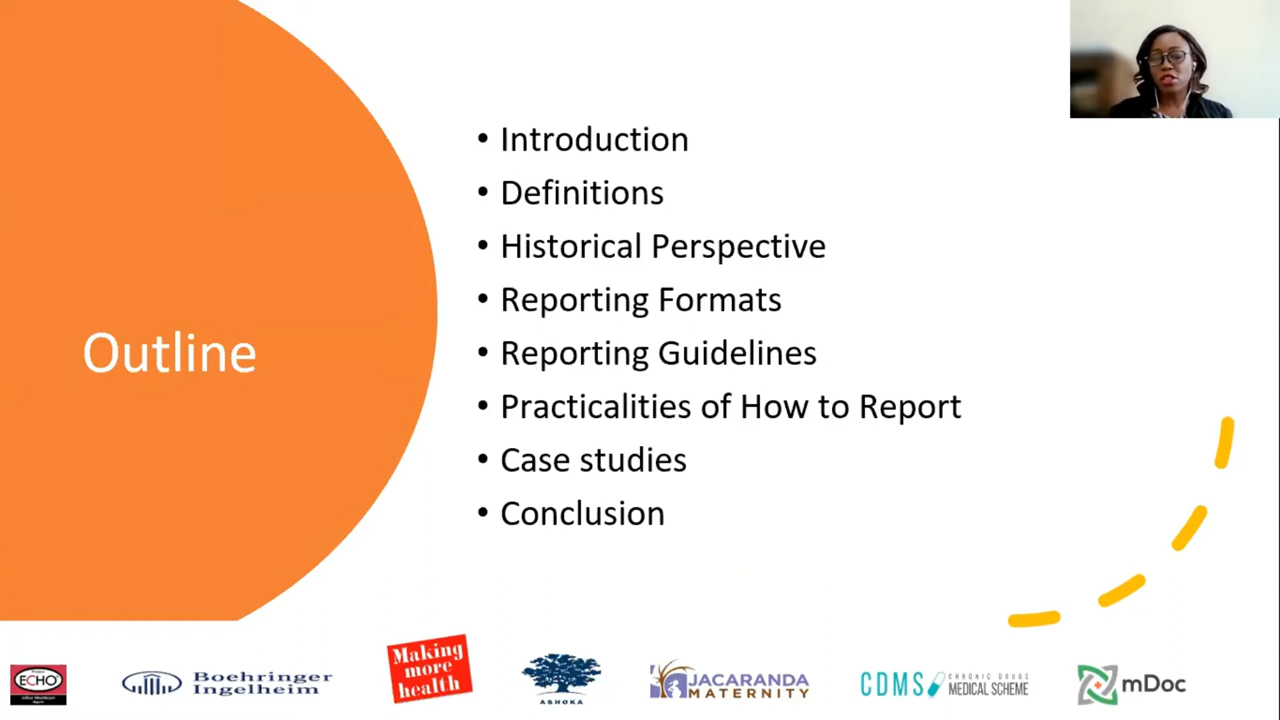 Outline
• Introduction
• Definitions
• Historical Perspective
• Reporting Formats
• Reporting Guidelines
• Practicalities of How to Report
• Case studies
• Conclusion
ECHO
Boehringer
Ingelheim
Making
more
health
ASHOKA
JACARANDA
MATERNITY
CDMS
CHRONIC DRUGS
MEDICAL SCHEME
mDoc